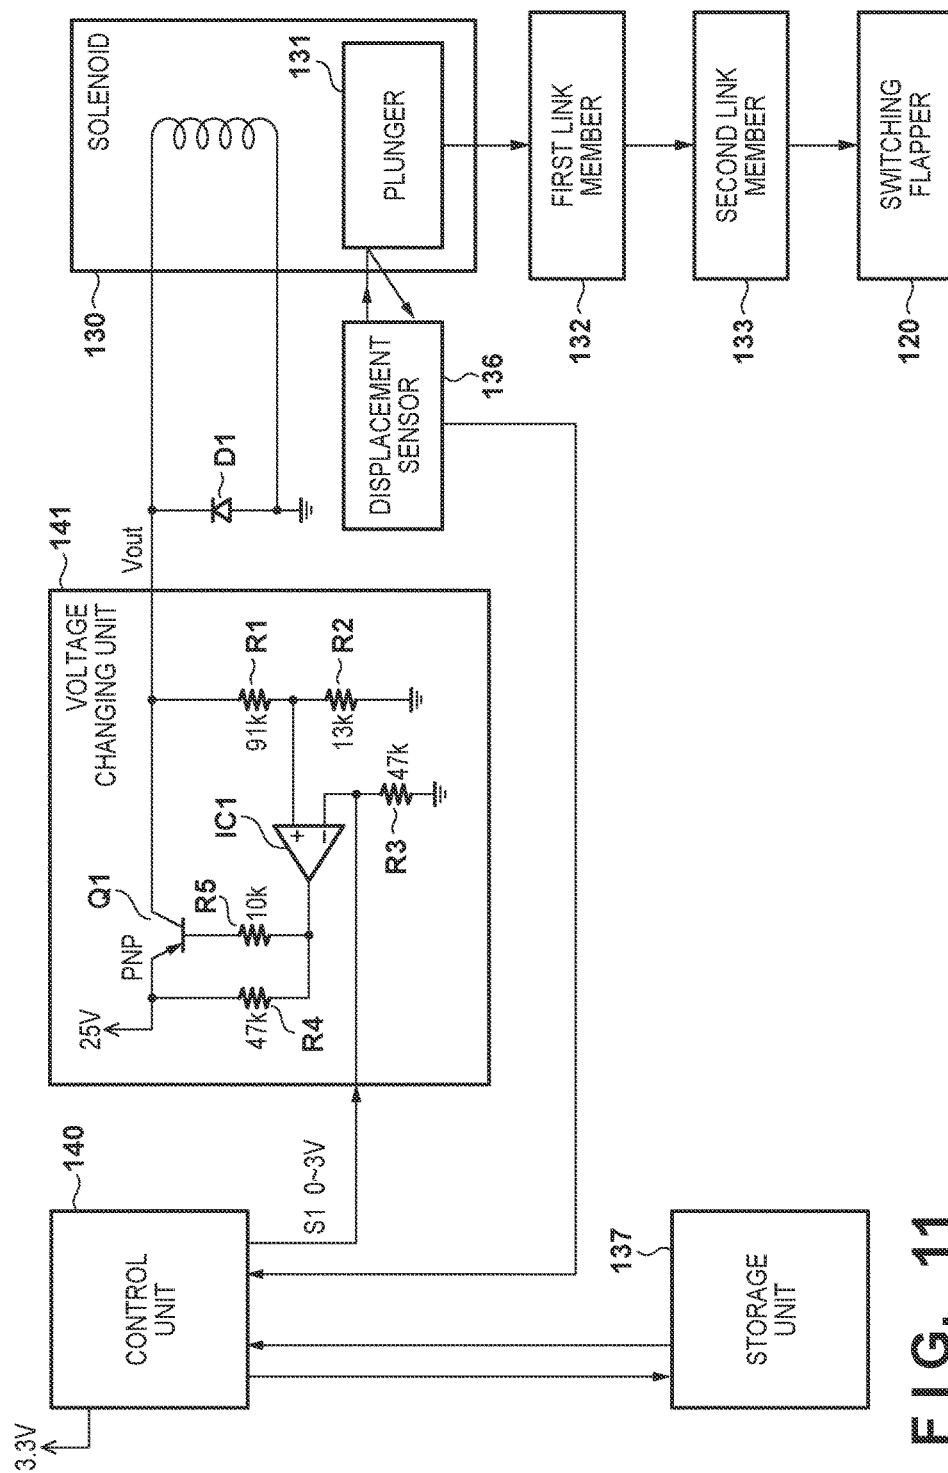 3.3V
CONTROL
UNIT
140
S1 0~3V
STORAGE
UNIT
137
VOLTAGE
CHANGING UNIT
141
25V
PNP
Q1
47k
R4
R5
10k
IC1
+
−
R3
47k
91k
R1
13k
R2
Vout
D1
DISPLACEMENT
SENSOR
136
SOLENOID
130
PLUNGER
131
FIRST LINK
MEMBER
132
SECOND LINK
MEMBER
133
SWITCHING
FLAPPER
120
FIG. 11